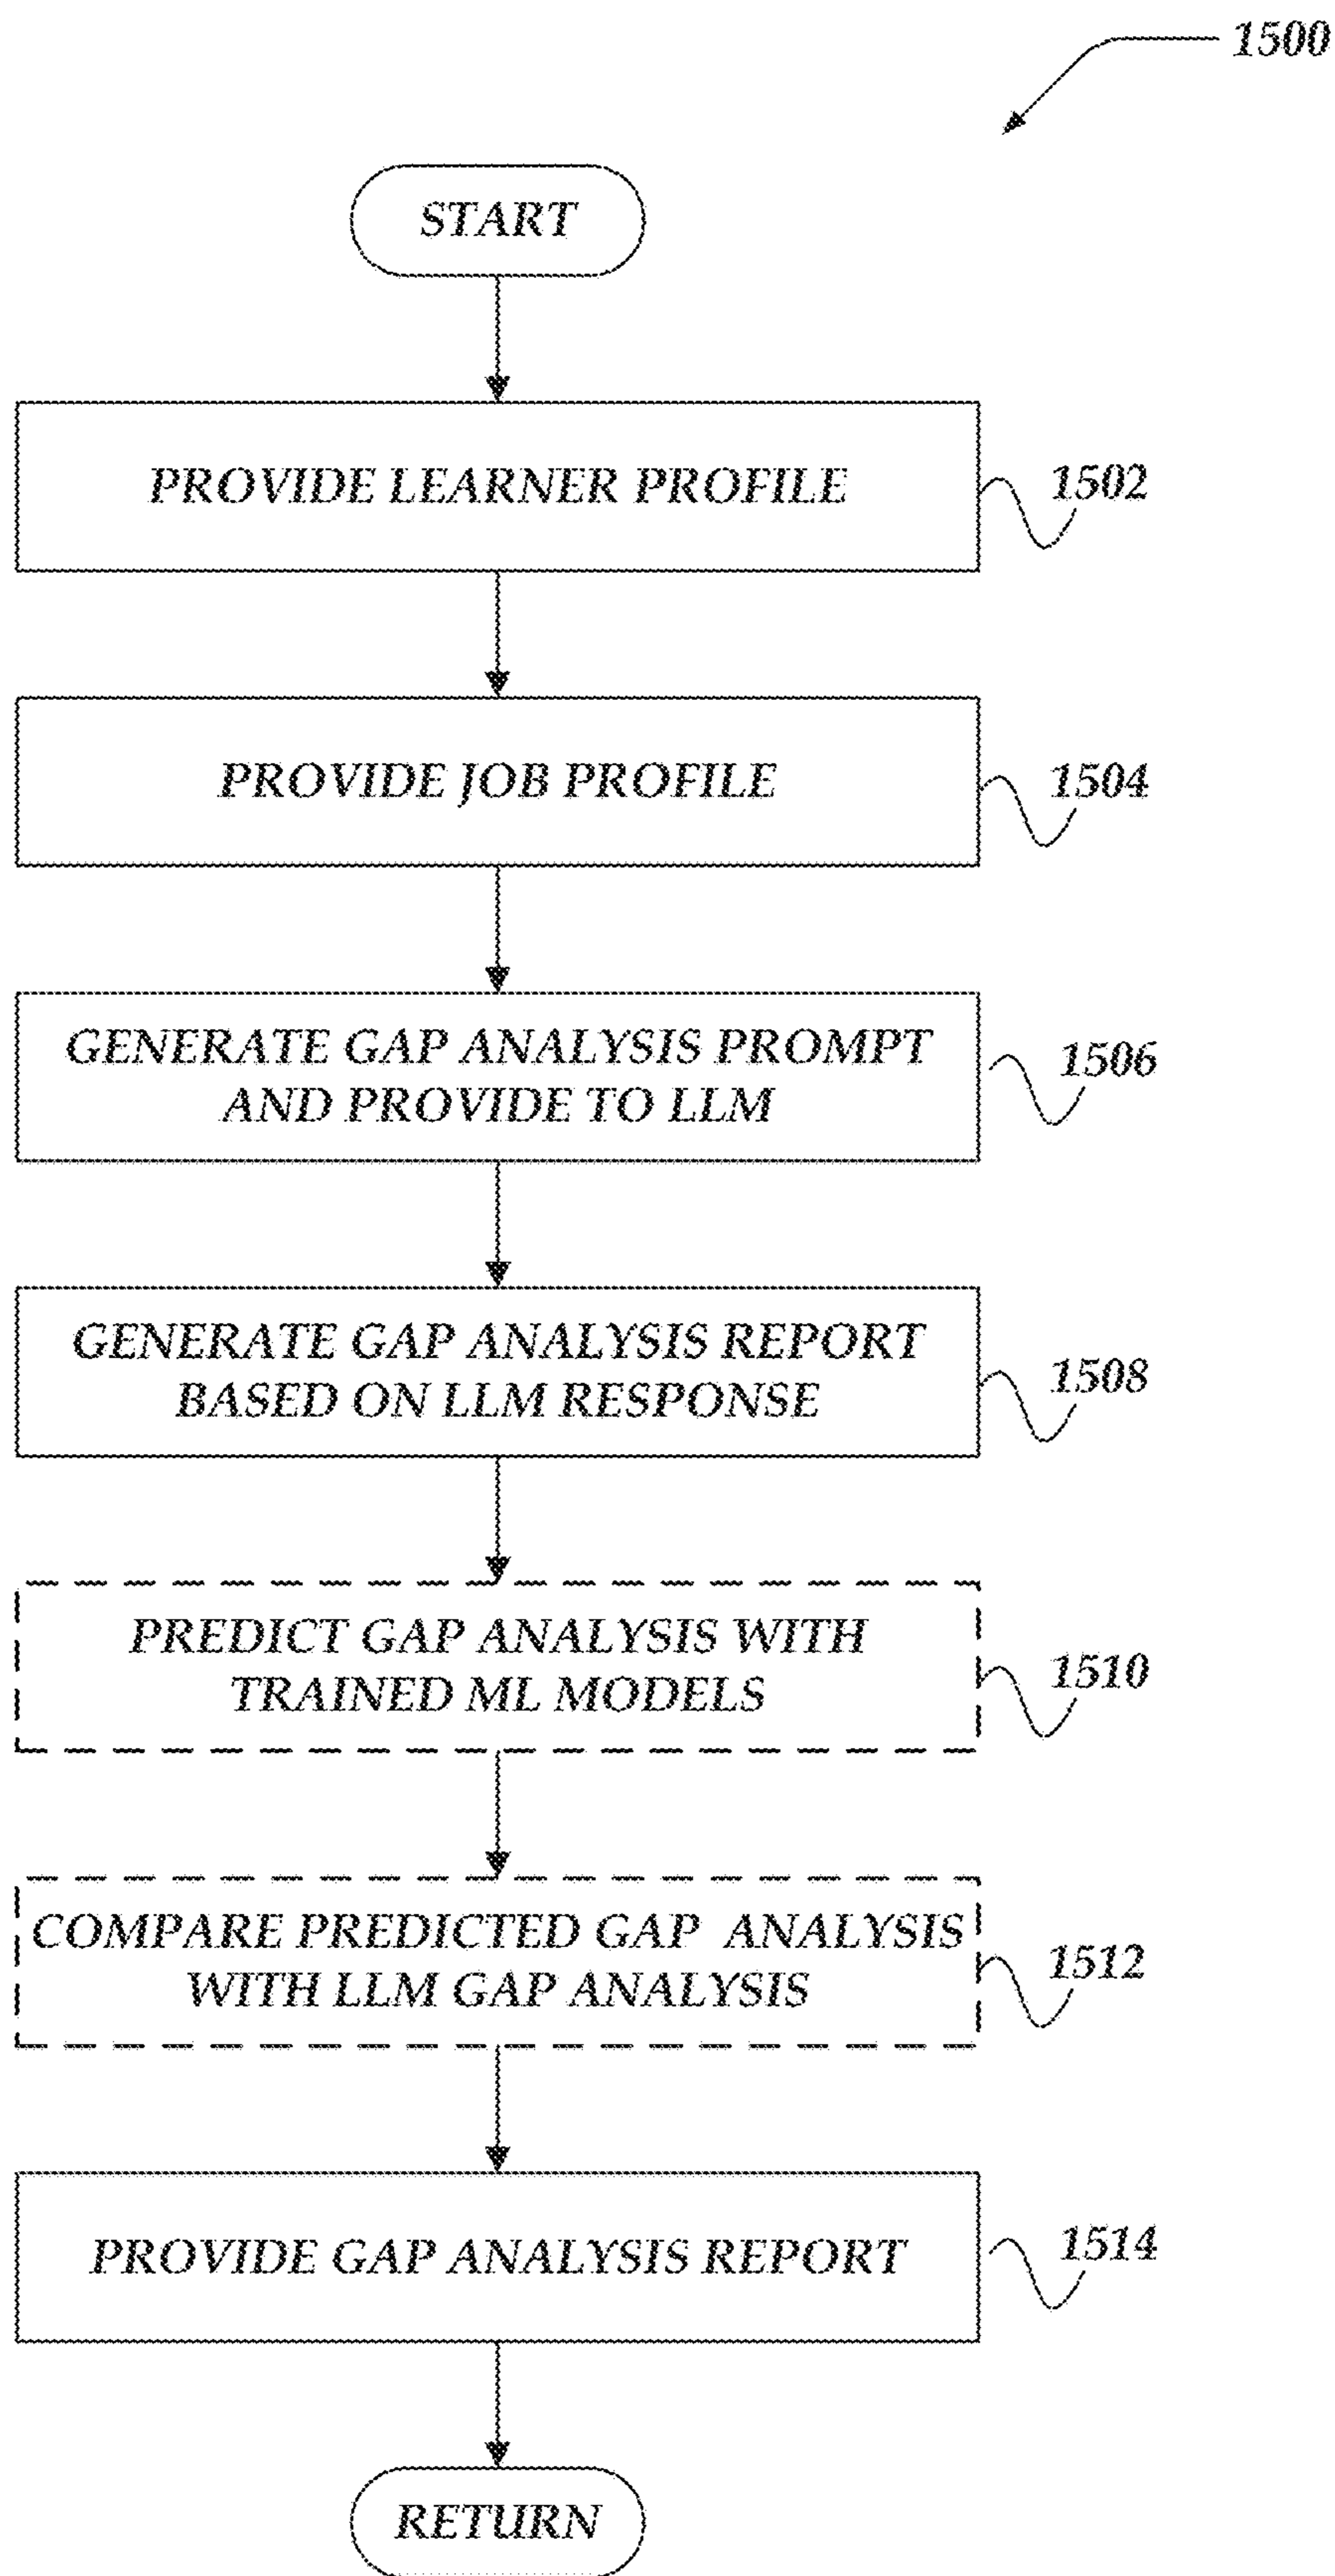 1500
START
PROVIDE LEARNER PROFILE
1502
PROVIDE JOB PROFILE
1504
GENERATE GAP ANALYSIS PROMPT
AND PROVIDE TO LLM
1506
GENERATE GAP ANALYSIS REPORT
BASED ON LLM RESPONSE
1508
PREDICT GAP ANALYSIS WITH
TRAINED ML MODELS
1510
COMPARE PREDICTED GAP ANALYSIS
WITH LLM GAP ANALYSIS
1512
PROVIDE GAP ANALYSIS REPORT
1514
RETURN